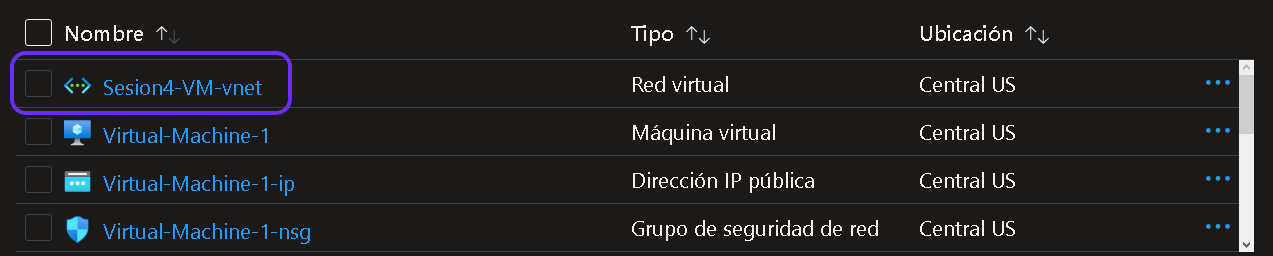 Nombre Tipo Ubicación
Sesion4-VM-vnet Red virtual Central US
Virtual-Machine-1 Máquina virtual Central US
Virtual-Machine-1-ip Dirección IP pública Central US
Virtual-Machine-1-nsg Grupo de seguridad de red Central US